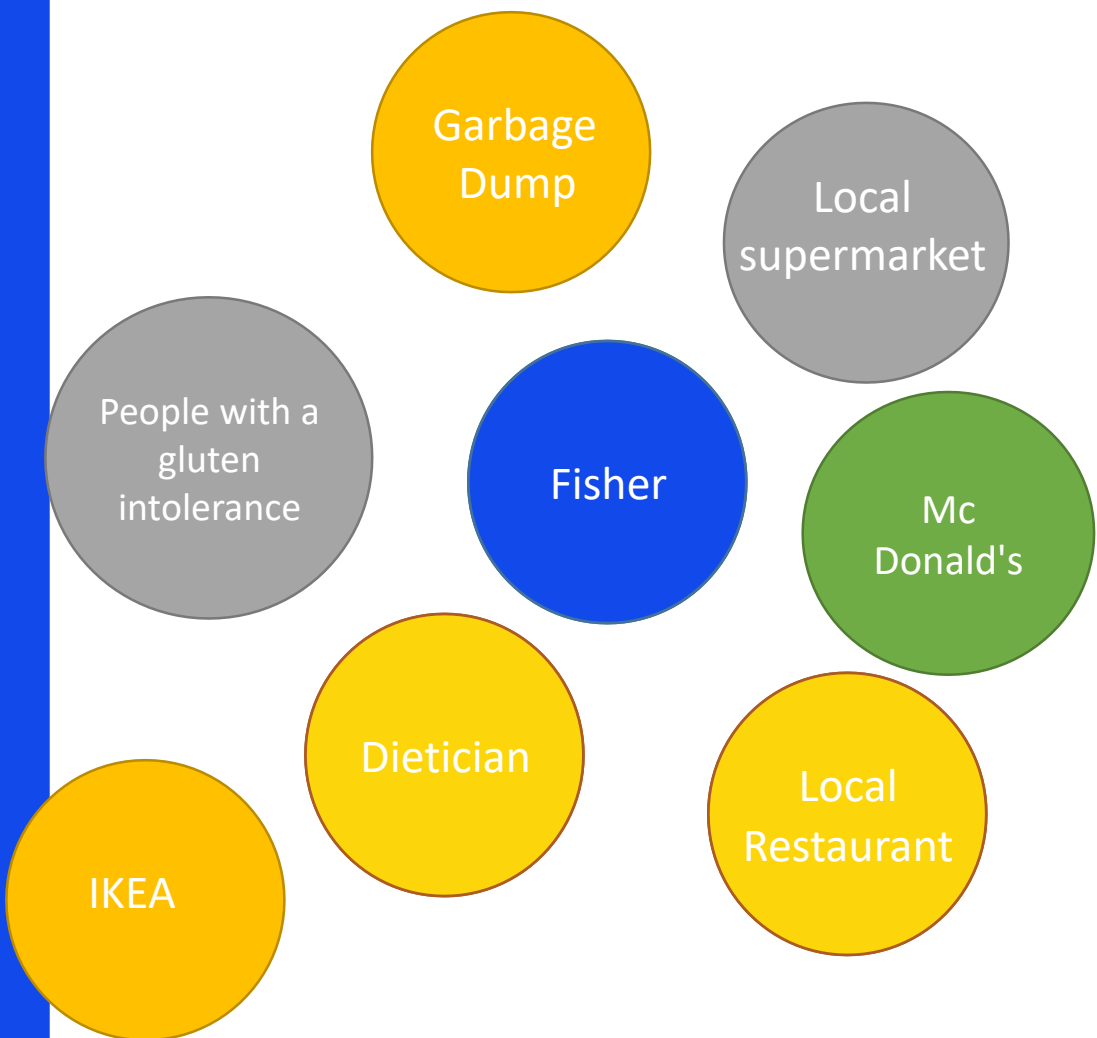 Garbage
Dump
Local
supermarket
People with a
gluten
intolerance
Fisher
Mc
Donald's
Dietician
Local
Restaurant
IKEA